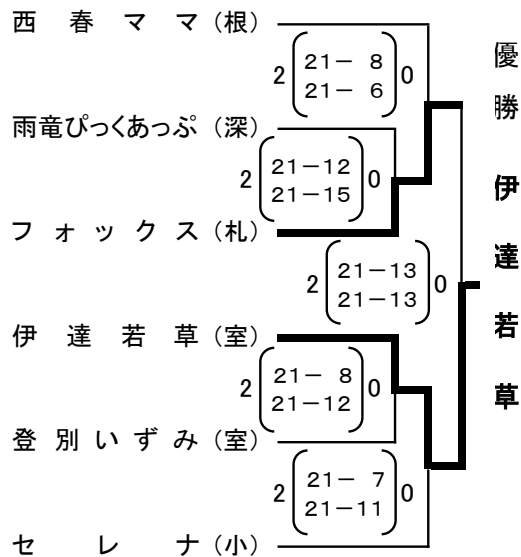 西春ママ(根)
2 21-8 0
21-6
雨竜ぴっくあっぷ(深)
2 21-12 0
21-15
フォックス(札)
2 21-13 0
21-13
伊達若草(室)
2 21-8 0
21-12
登別いずみ(室)
2 21-7 0
21-11
セレナ(小)
優勝 伊達若草